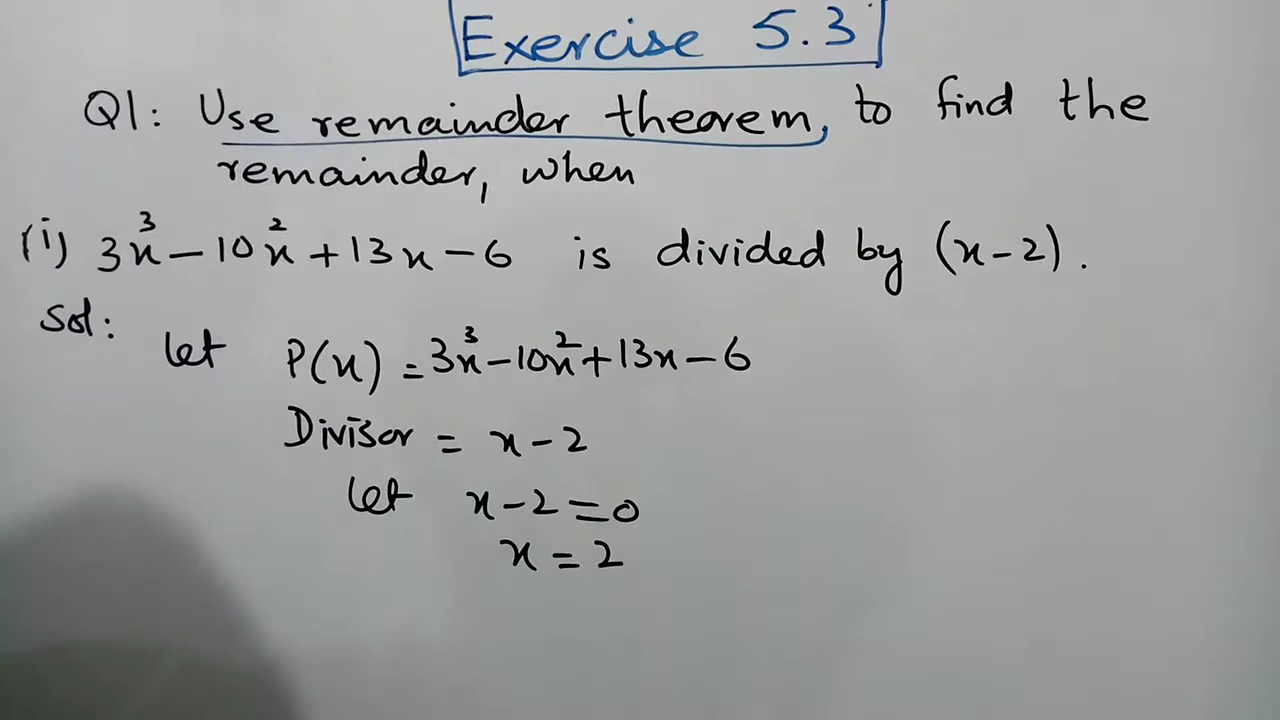 Exercise 5.3
Q1: Use remainder theorem, to find the
remainder, when
(i) 3x³ - 10x² + 13x - 6 is divided by (x - 2).
Sol:
let P(x) = 3x³ - 10x² + 13x - 6
Divisor = x - 2
let x - 2 = 0
x = 2